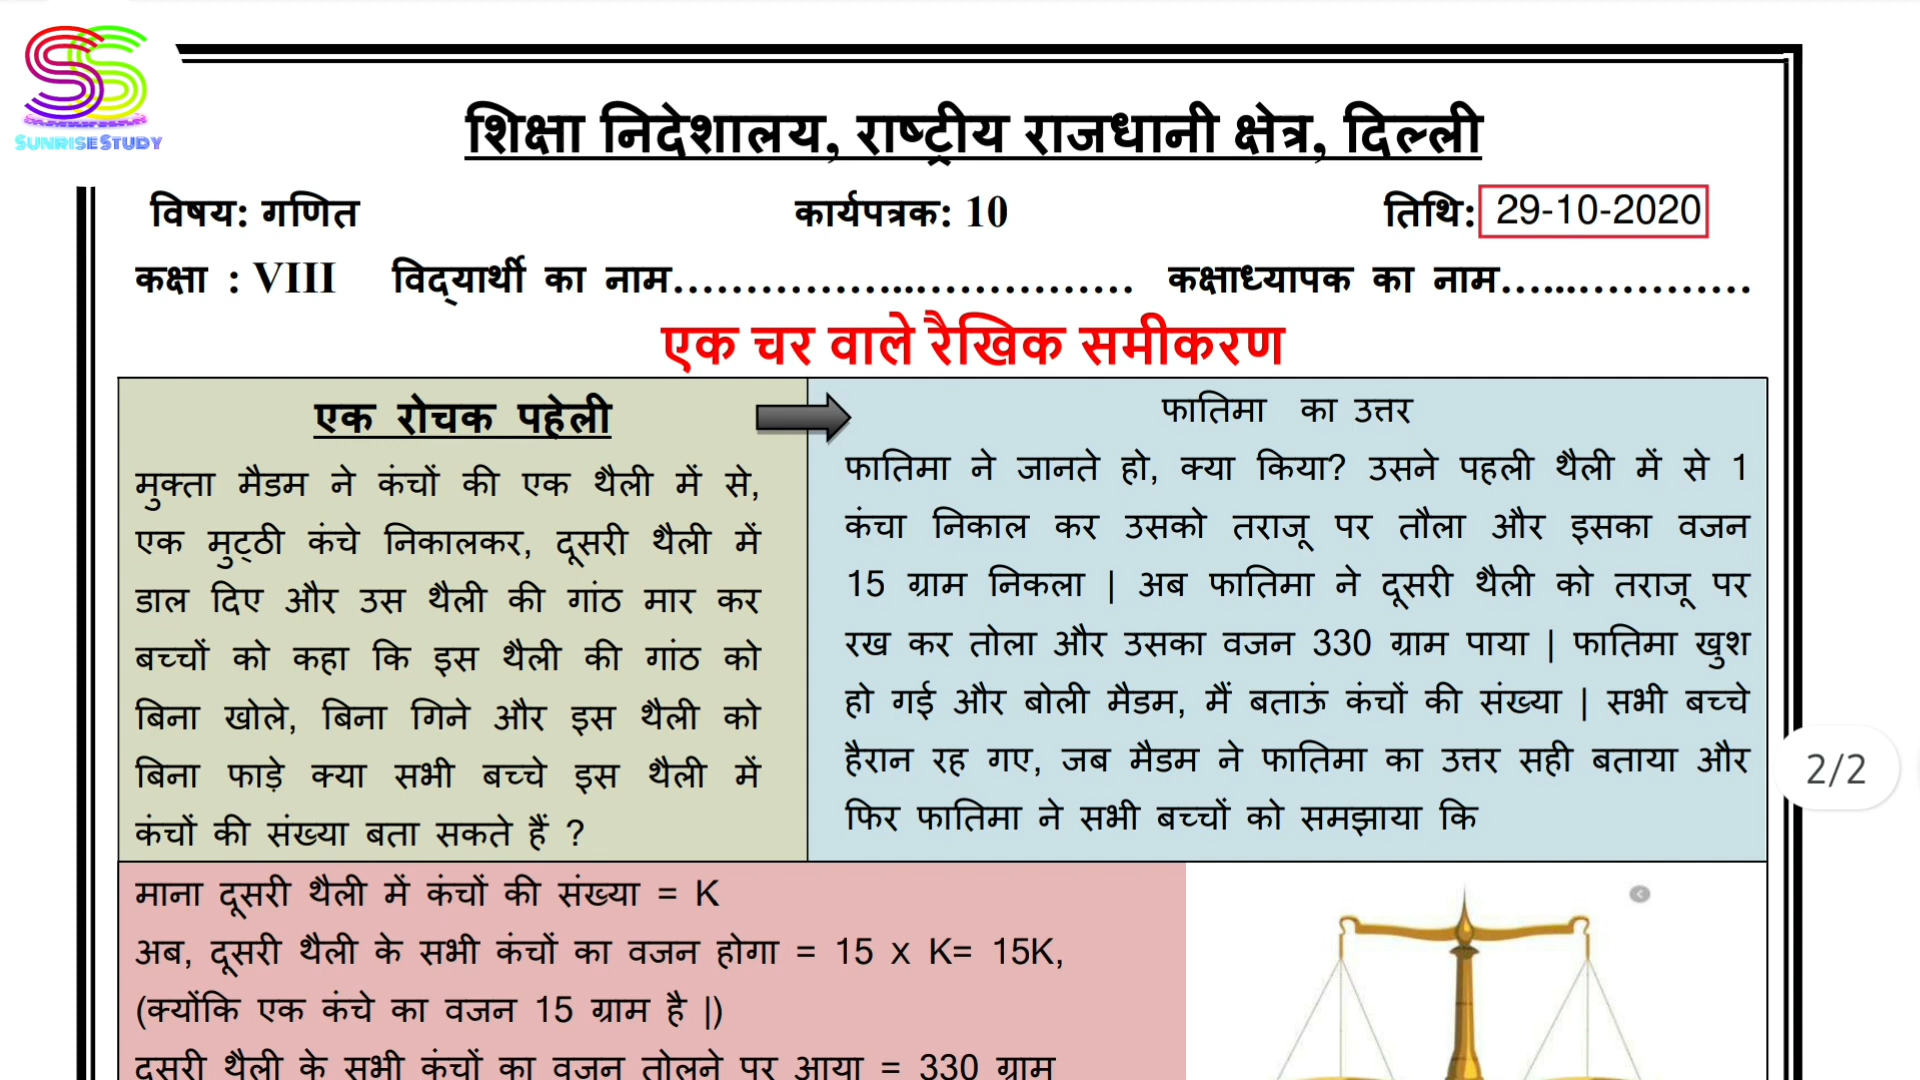 SUNRISESTUDY
शिक्षा निदेशालय, राष्ट्रीय राजधानी क्षेत्र, दिल्ली
विषय: गणित कार्यपत्रक: 10 तिथि: 29-10-2020
कक्षा : VIII विद्यार्थी का नाम……………...…………… कक्षाध्यापक का नाम…...…………
एक चर वाले रैखिक समीकरण
एक रोचक पहेली
मुक्ता मैडम ने कंचों की एक थैली में से,
एक मुट्ठी कंचे निकालकर, दूसरी थैली में
डाल दिए और उस थैली की गांठ मार कर
बच्चों को कहा कि इस थैली की गांठ को
बिना खोले, बिना गिने और इस थैली को
बिना फाड़े क्या सभी बच्चे इस थैली में
कंचों की संख्या बता सकते हैं ?
फातिमा का उत्तर
फातिमा ने जानते हो, क्या किया? उसने पहली थैली में से 1
कंचा निकाल कर उसको तराजू पर तौला और इसका वजन
15 ग्राम निकला | अब फातिमा ने दूसरी थैली को तराजू पर
रख कर तोला और उसका वजन 330 ग्राम पाया | फातिमा खुश
हो गई और बोली मैडम, मैं बताऊं कंचों की संख्या | सभी बच्चे
हैरान रह गए, जब मैडम ने फातिमा का उत्तर सही बताया और
फिर फातिमा ने सभी बच्चों को समझाया कि
2/2
माना दूसरी थैली में कंचों की संख्या = K
अब, दूसरी थैली के सभी कंचों का वजन होगा = 15 x K= 15K,
(क्योंकि एक कंचे का वजन 15 ग्राम है |)
दूसरी थैली के सभी कंचों का वजन तोलने पर आया = 330 ग्राम